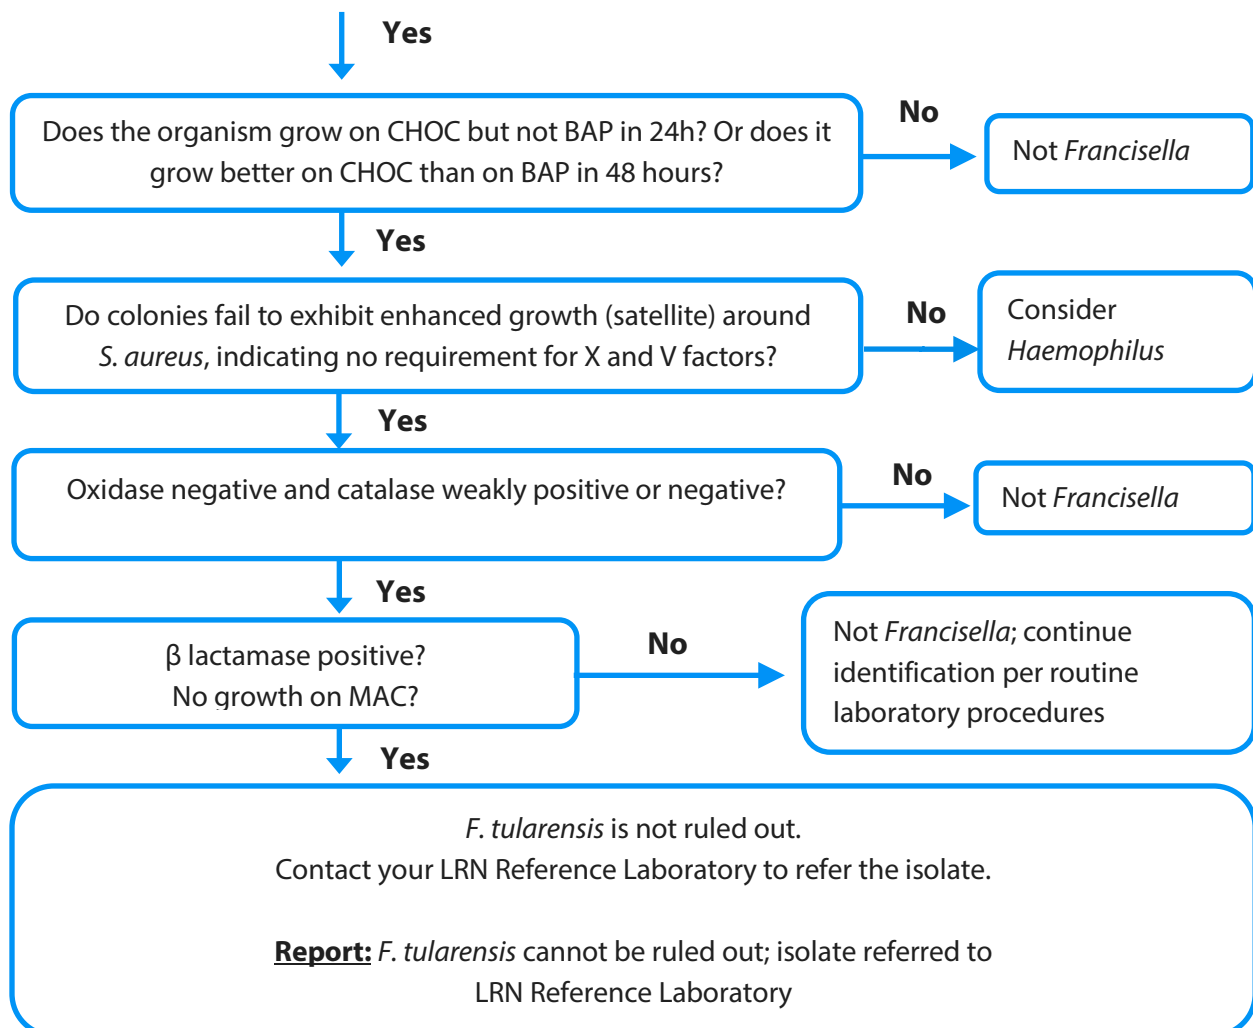 Yes
Does the organism grow on CHOC but not BAP in 24h? Or does it
grow better on CHOC than on BAP in 48 hours?
No
Not Francisella
Yes
Do colonies fail to exhibit enhanced growth (satellite) around
S. aureus, indicating no requirement for X and V factors?
No
Consider
Haemophilus
Yes
Oxidase negative and catalase weakly positive or negative?
No
Not Francisella
Yes
β lactamase positive?
No growth on MAC?
No
Not Francisella; continue
identification per routine
laboratory procedures
Yes
F. tularensis is not ruled out.
Contact your LRN Reference Laboratory to refer the isolate.
Report: F. tularensis cannot be ruled out; isolate referred to
LRN Reference Laboratory